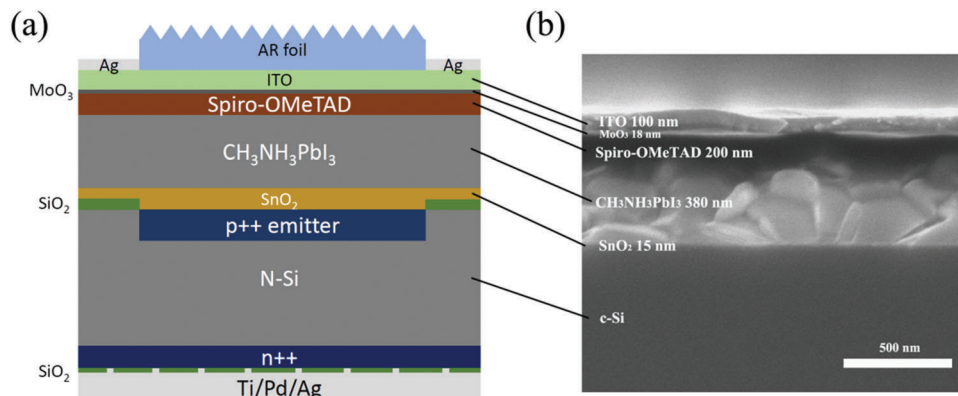 (a)
AR foil
Ag
Ag
ITO
MoO₃
Spiro-OMeTAD
CH₃NH₃PbI₃
SnO₂
SiO₂
p++ emitter
N-Si
n++
SiO₂
Ti/Pd/Ag
(b)
ITO 100 nm
MoO₃ 18 nm
Spiro-OMeTAD 200 nm
CH₃NH₃PbI₃ 380 nm
SnO₂ 15 nm
c-Si
500 nm